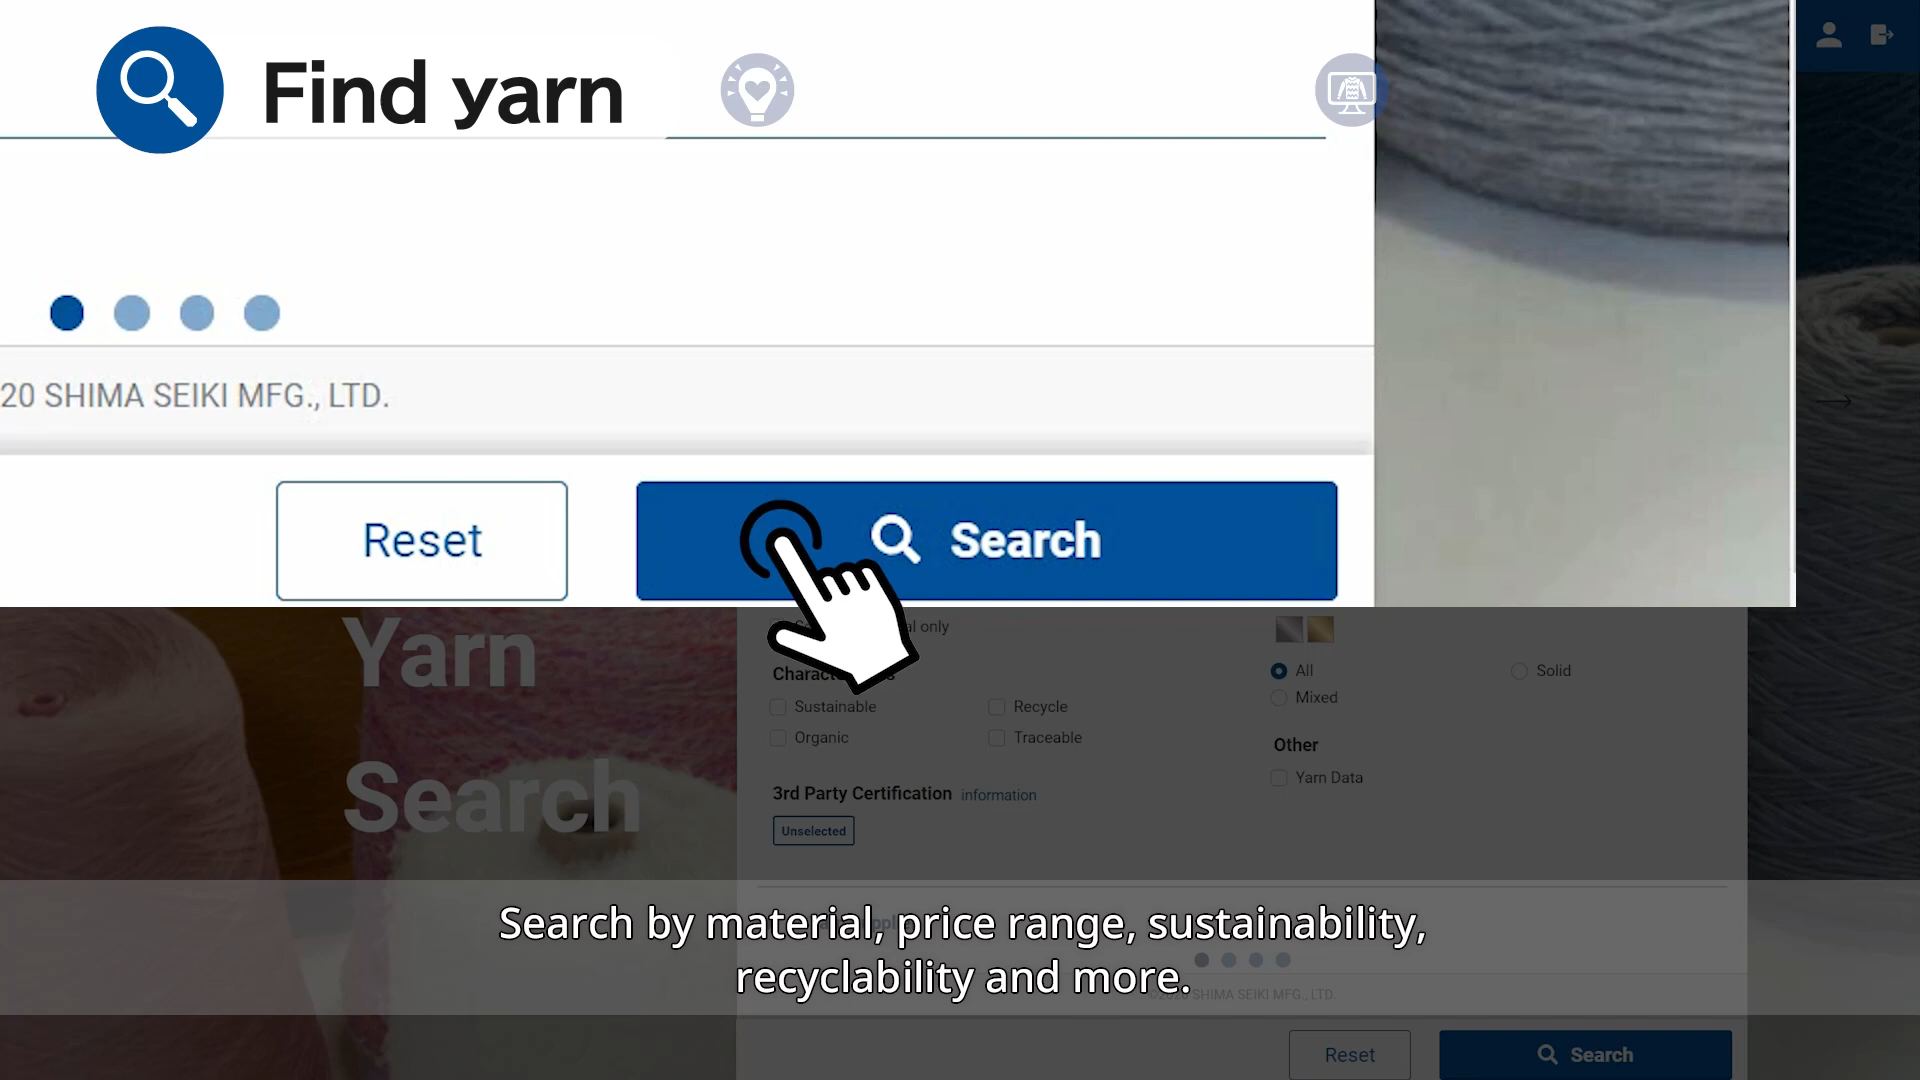 Find yarn
20 SHIMA SEIKI MFG., LTD.
Reset
Search
Yarn
Search
al only
Sustainable
Recycle
Organic
Traceable
3rd Party Certification information
Unselected
All
Solid
Mixed
Other
Yarn Data
Search by material, price range, sustainability,
recyclability and more.
SHIMA SEIKI MFG., LTD.
Reset
Search